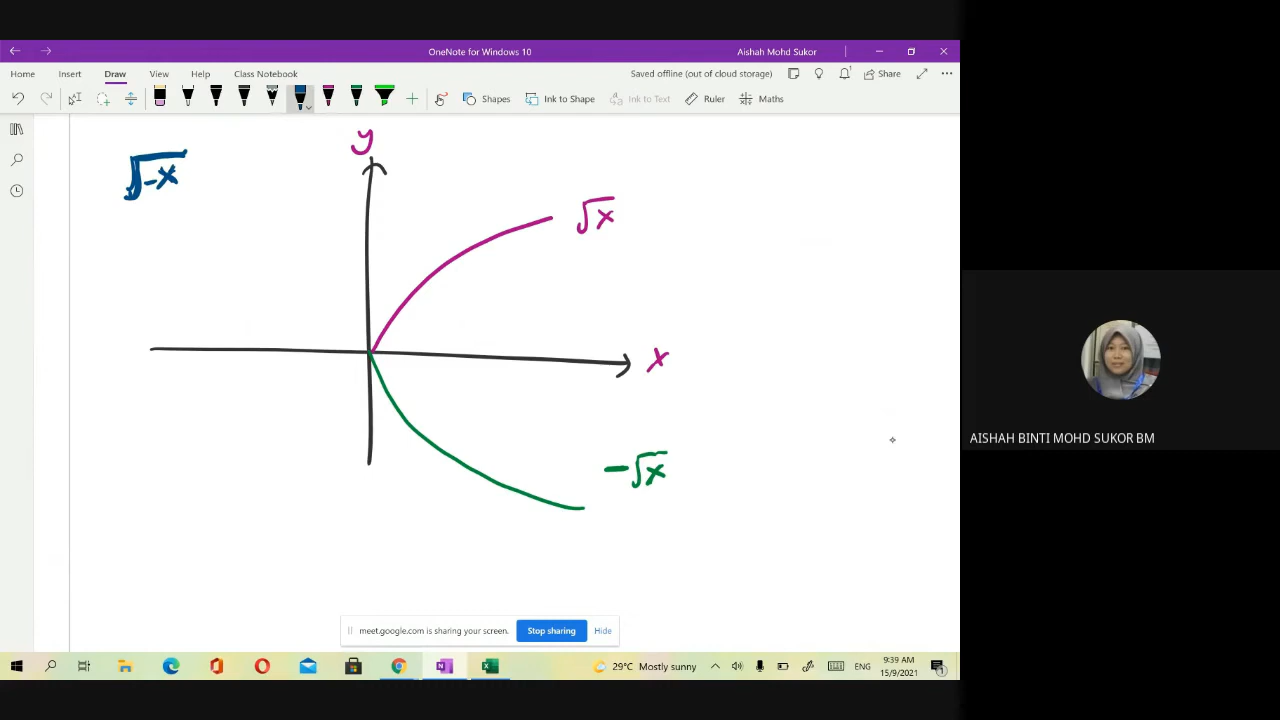 OneNote for Windows 10
Aishah Mohd Sukor
Home Insert Draw View Help Class Notebook
Saved offline (out of cloud storage)
Share
Shapes
Ink to Shape
Ink to Text
Ruler
Maths
y
√-x
√x
x
-√x
AISHAH BINTI MOHD SUKOR BM
meet.google.com is sharing your screen.
Stop sharing
Hide
29°C Mostly sunny
ENG
9:39 AM
15/9/2021
1